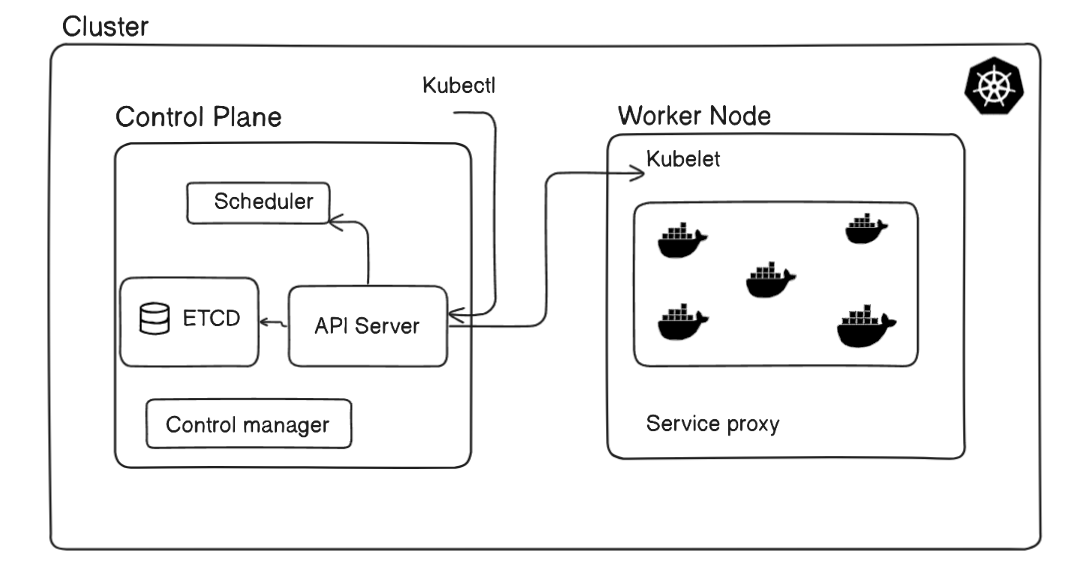 Cluster
Kubectl
Control Plane
Scheduler
ETCD
API Server
Control manager
Worker Node
Kubelet
Service proxy